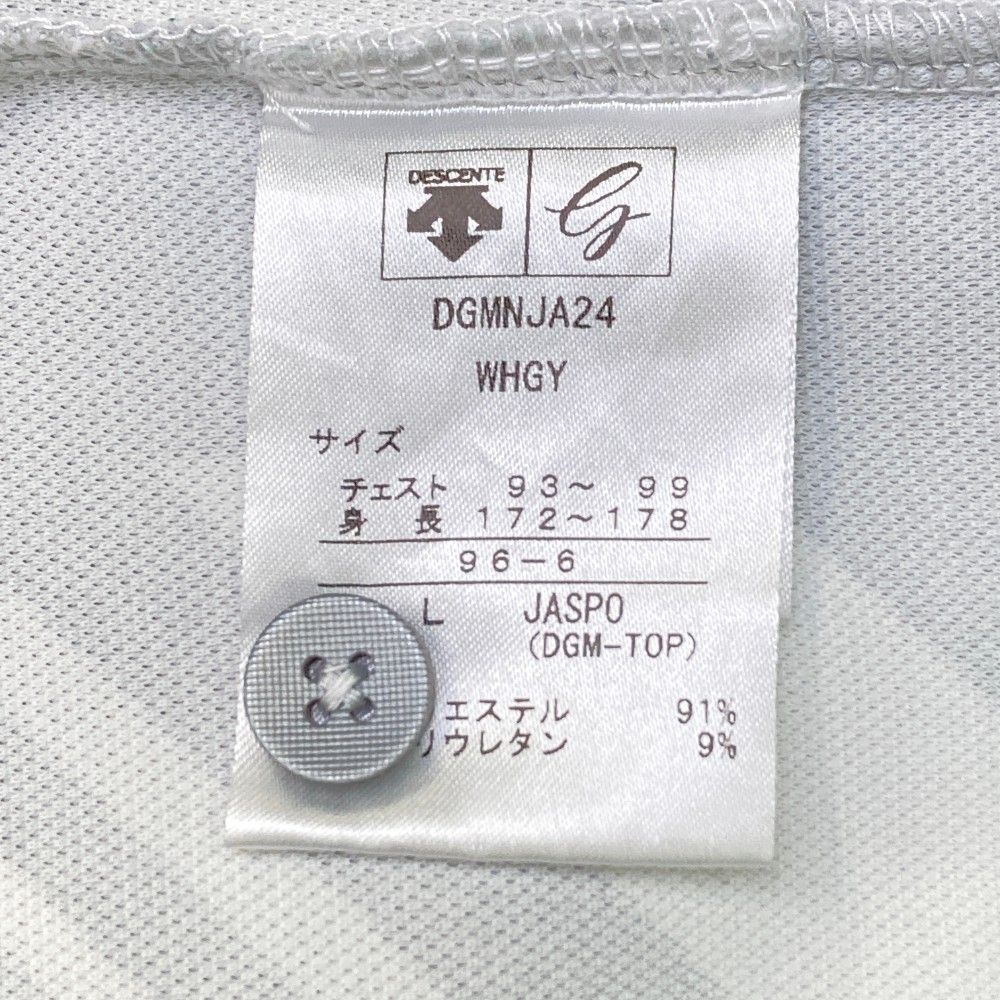 DESCENTE
G
DGMNJA24
WHGY
サイズ
チェスト 93～ 99
身長 172～178
96-6
L JASPO
(DGM-TOP)
エステル 91%
リウレタン 9%